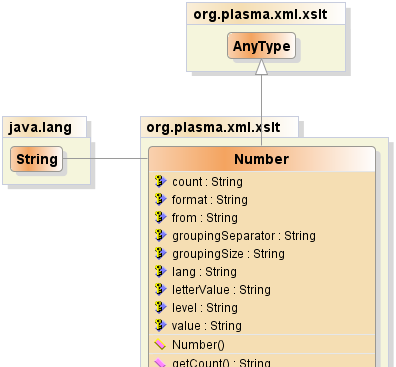 org.plasma.xml.xslt
AnyType
java.lang
String
org.plasma.xml.xslt
Number
count : String
format : String
from : String
groupingSeparator : String
groupingSize : String
lang : String
letterValue : String
level : String
value : String
Number()
getCount() : String